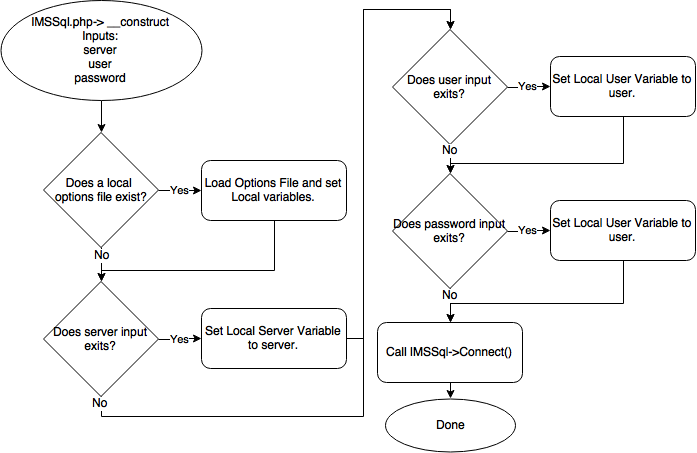 IMSSql.php-> __construct
Inputs:
server
user
password
Does a local
options file exist?
Yes
Load Options File and set
Local variables.
No
Does server input
exits?
Yes
Set Local Server Variable
to server.
No
Does user input
exits?
Yes
Set Local User Variable to
user.
No
Does password input
exits?
Yes
Set Local User Variable to
user.
No
Call IMSSql->Connect()
Done